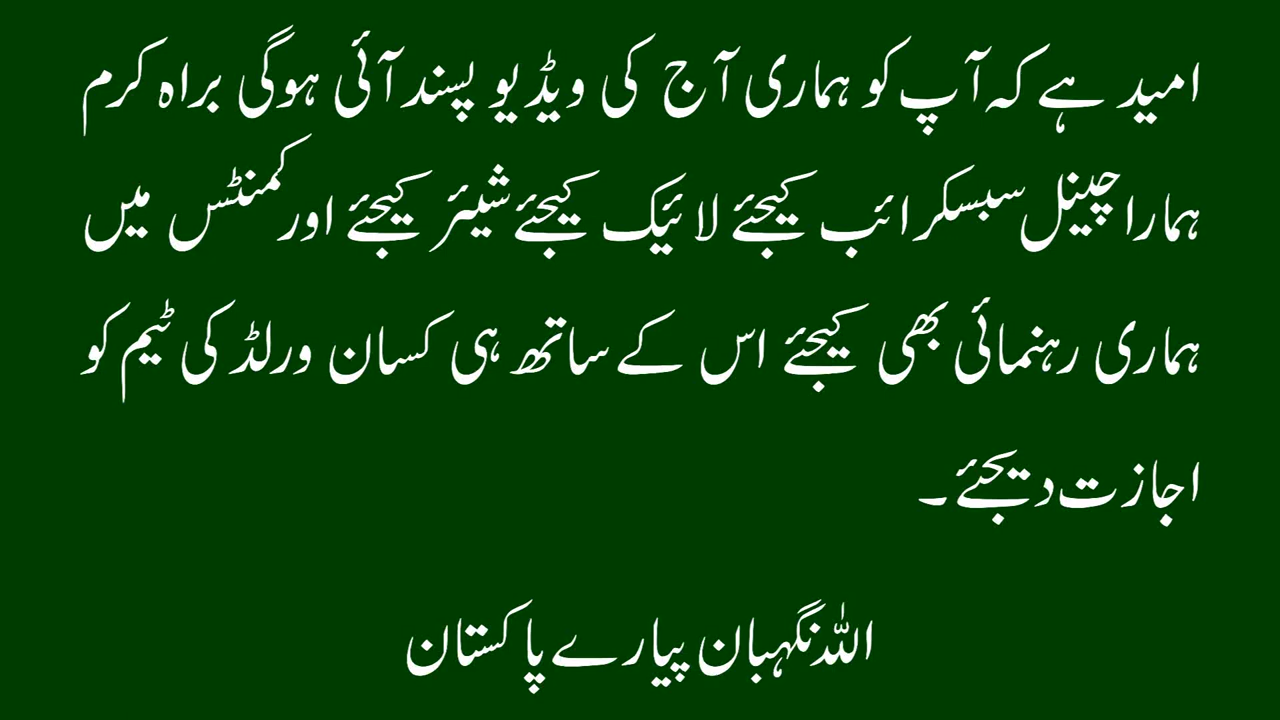 امید ہے کہ آپ کو ہماری آج کی ویڈیو پسند آئی ہوگی براہ کرم
ہمارا چینل سبسکرائب کیجئے لائیک کیجئے شیئر کیجئے اور کمنٹس میں
ہماری رہنمائی بھی کیجئے اس کے ساتھ ہی کسان ورلڈ کی ٹیم کو
اجازت دیجئے ۔
اللہ نگہبان پیارے پاکستان